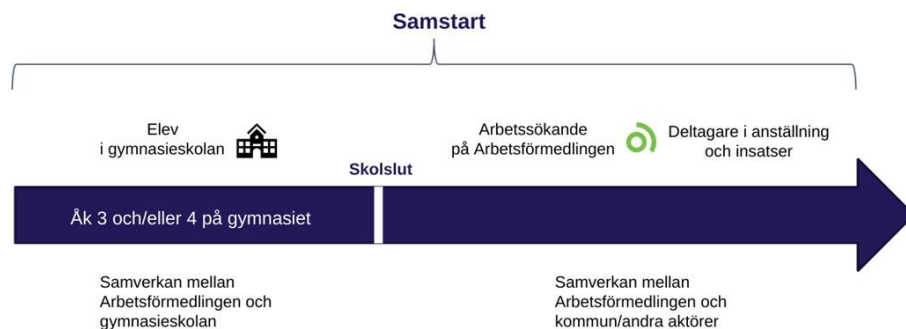 Samstart
Elev
i gymnasieskolan
Arbetssökande
på Arbetsförmedlingen
Deltagare i anställning
och insatser
Skolslut
Åk 3 och/eller 4 på gymnasiet
Samverkan mellan
Arbetsförmedlingen och
gymnasieskolan
Samverkan mellan
Arbetsförmedlingen och
kommun/andra aktörer